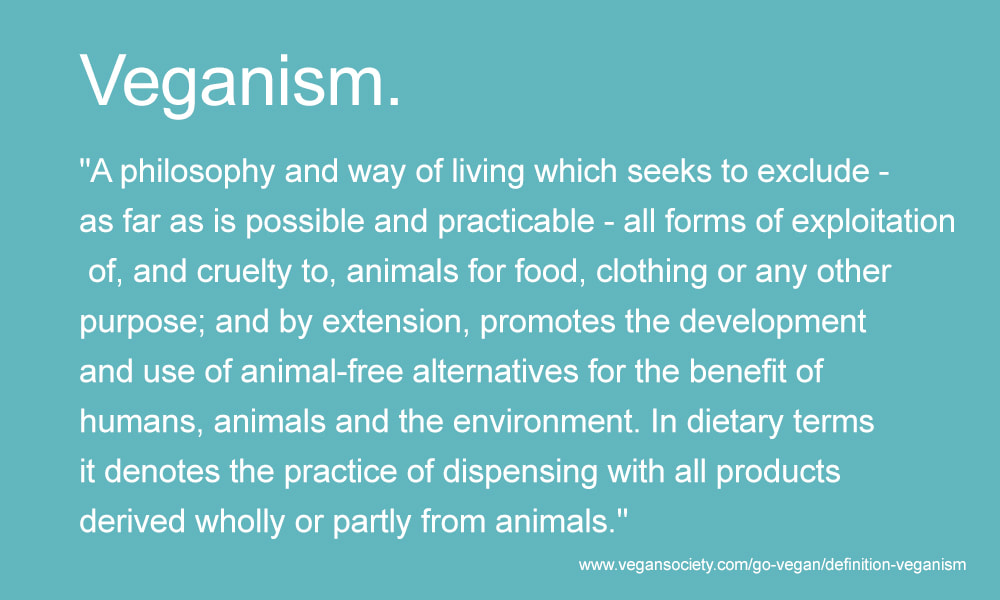 Veganism.
"A philosophy and way of living which seeks to exclude -
as far as is possible and practicable - all forms of exploitation
of, and cruelty to, animals for food, clothing or any other
purpose; and by extension, promotes the development
and use of animal-free alternatives for the benefit of
humans, animals and the environment. In dietary terms
it denotes the practice of dispensing with all products
derived wholly or partly from animals."
www.vegansociety.com/go-vegan/definition-veganism